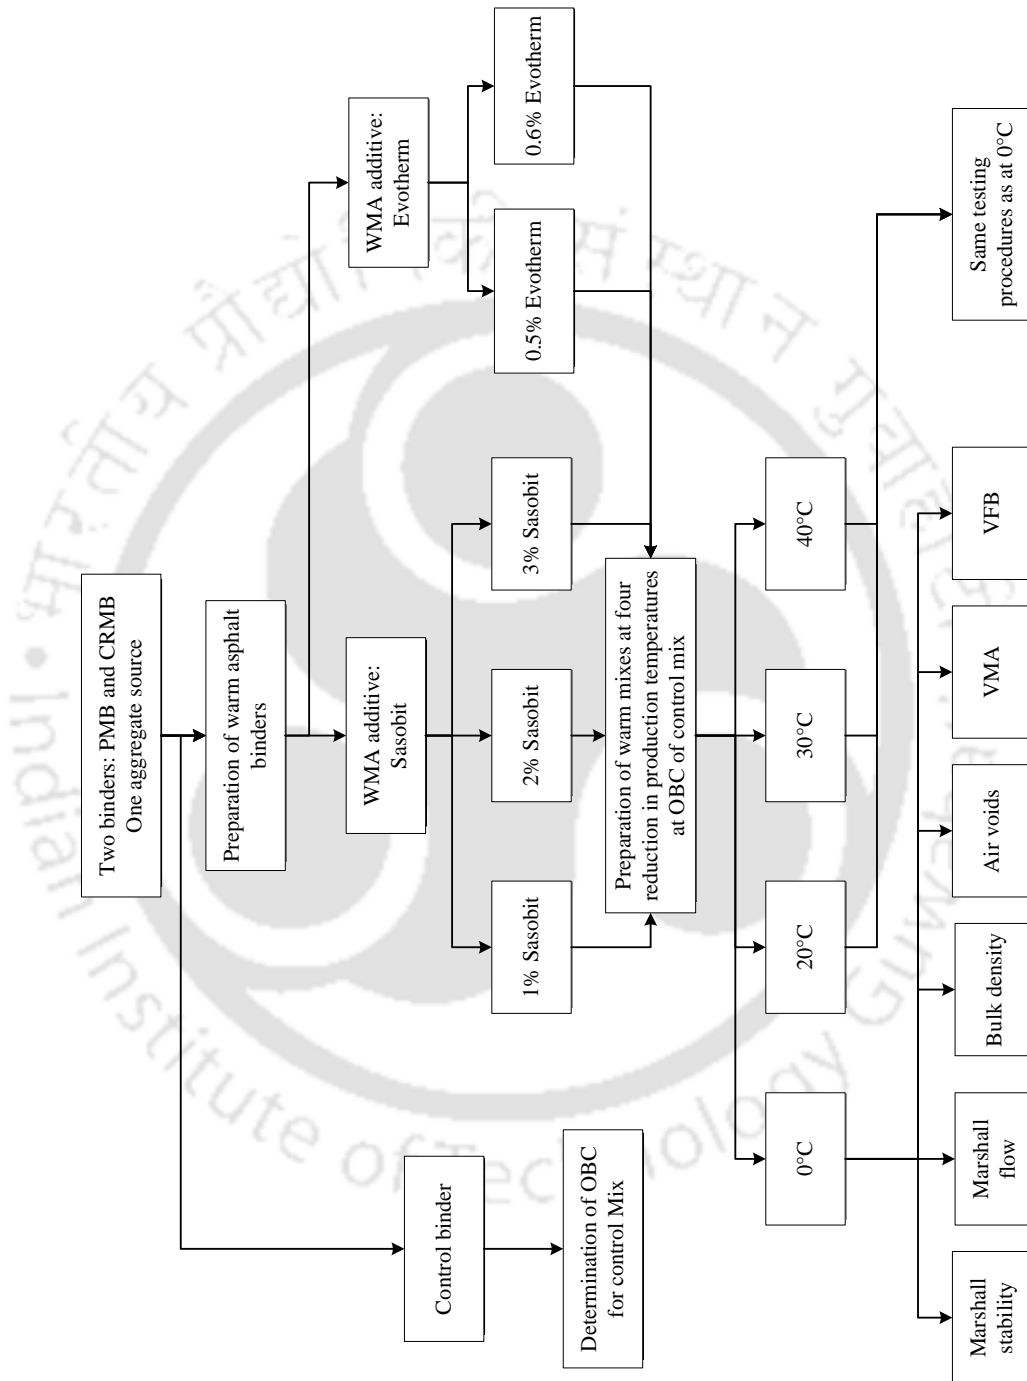 Two binders: PMB and CRMB
One aggregate source
Preparation of warm asphalt
binders
WMA additive:
Sasobit
WMA additive:
Evotherm
Control binder
Determination of OBC
for control Mix
1% Sasobit
2% Sasobit
3% Sasobit
0.5% Evotherm
0.6% Evotherm
Preparation of warm mixes at four
reduction in production temperatures
at OBC of control mix
0°C
20°C
30°C
40°C
Marshall
stability
Marshall
flow
Bulk density
Air voids
VMA
VFB
Same testing
procedures as at 0°C
भारतीय
Indian Institute of Technology